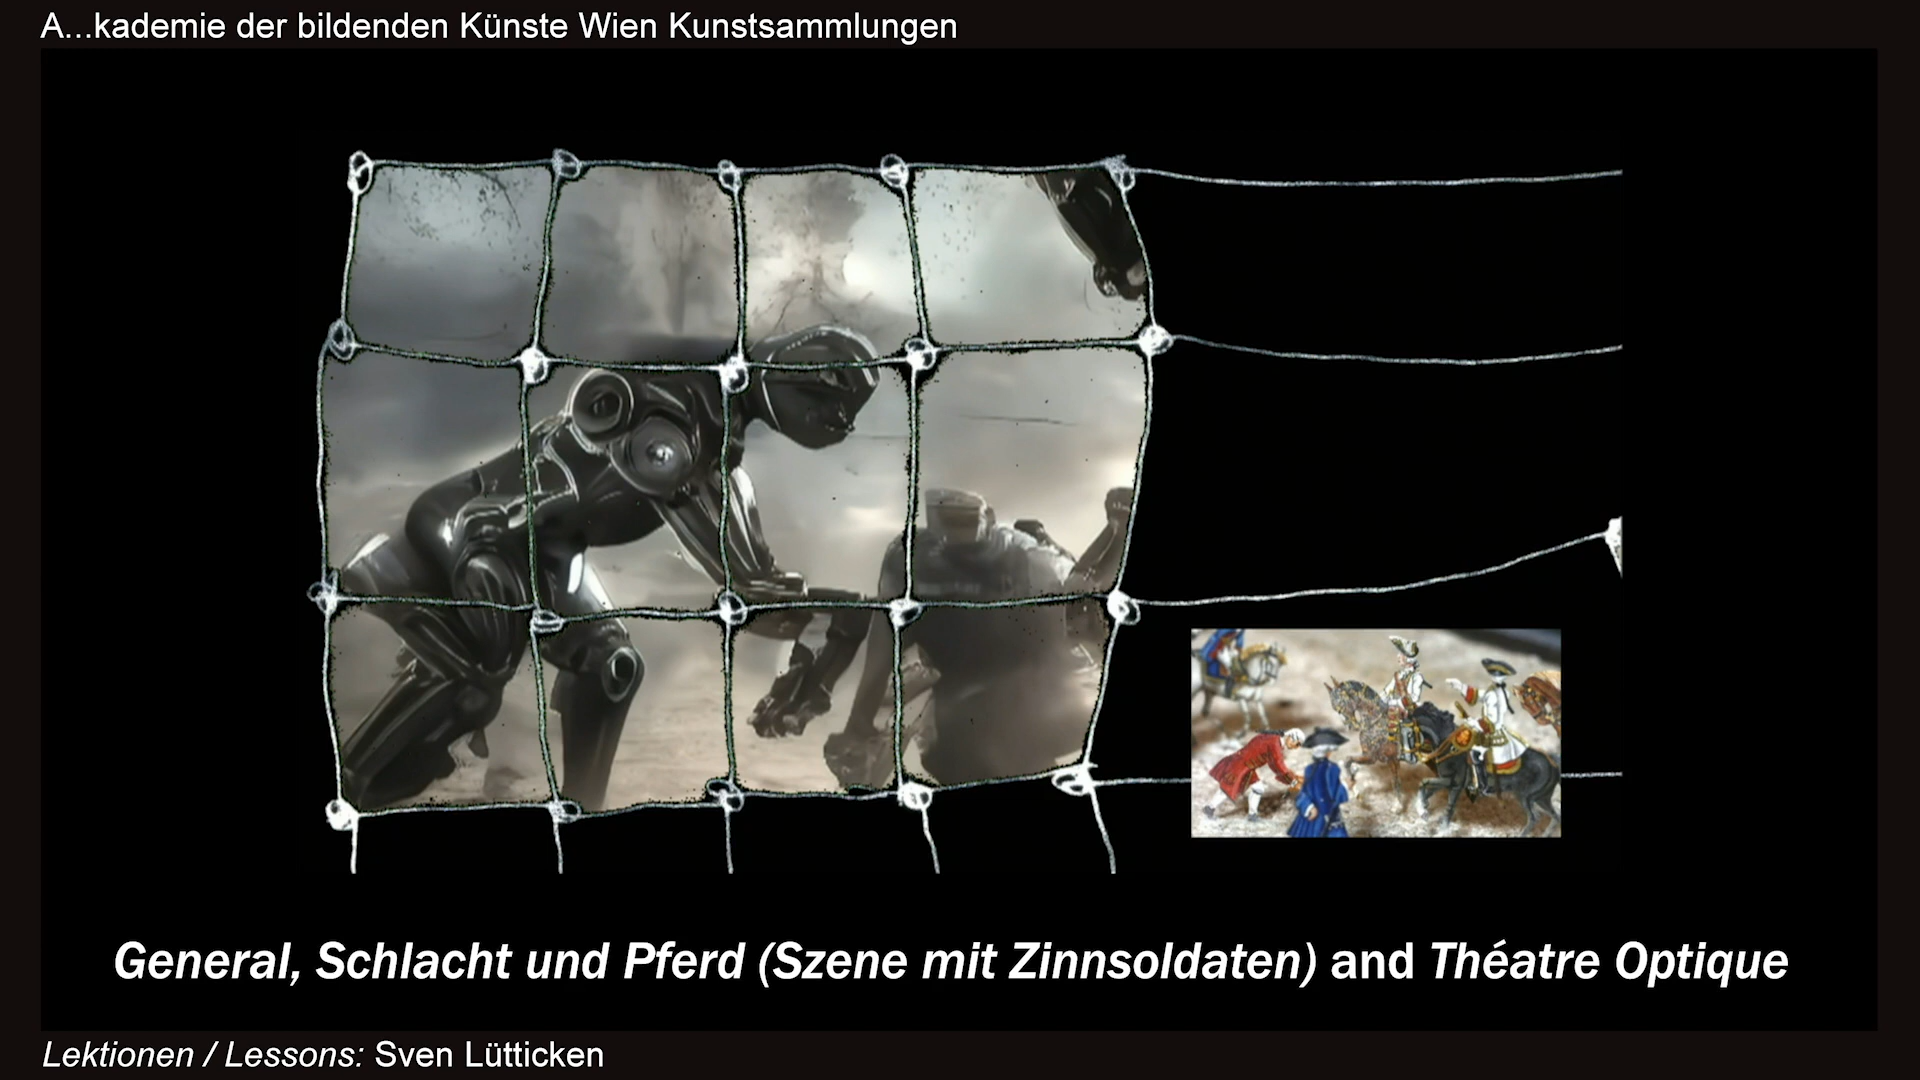 A...kademie der bildenden Künste Wien Kunstsammlungen
General, Schlacht und Pferd (Szene mit Zinnsoldaten) and Théatre Optique
Lektionen / Lessons: Sven Lütticken